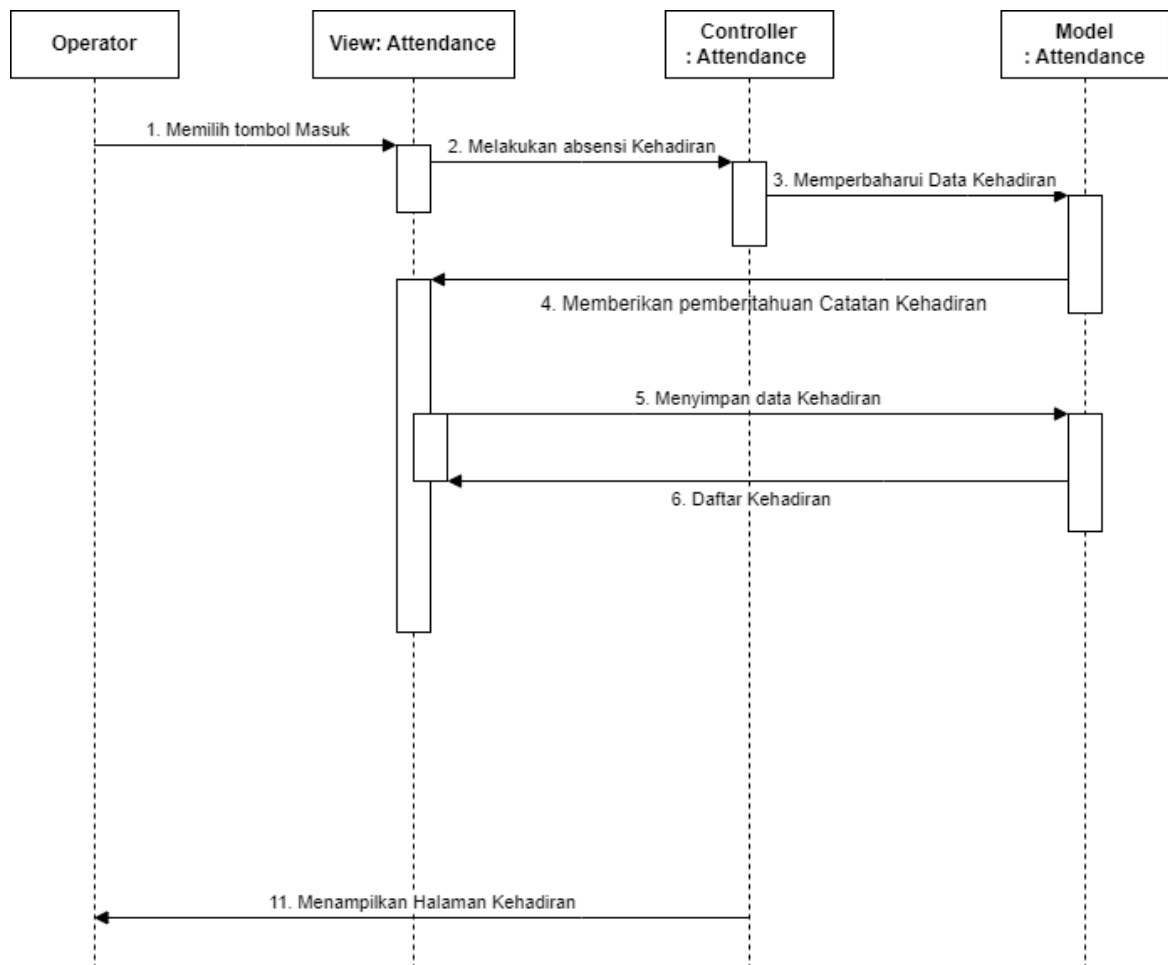 Operator
View: Attendance
Controller
: Attendance
Model
: Attendance
1. Memilih tombol Masuk
2. Melakukan absensi Kehadiran
3. Memperbaharui Data Kehadiran
4. Memberikan pemberitahuan Catatan Kehadiran
5. Menyimpan data Kehadiran
6. Daftar Kehadiran
11. Menampilkan Halaman Kehadiran